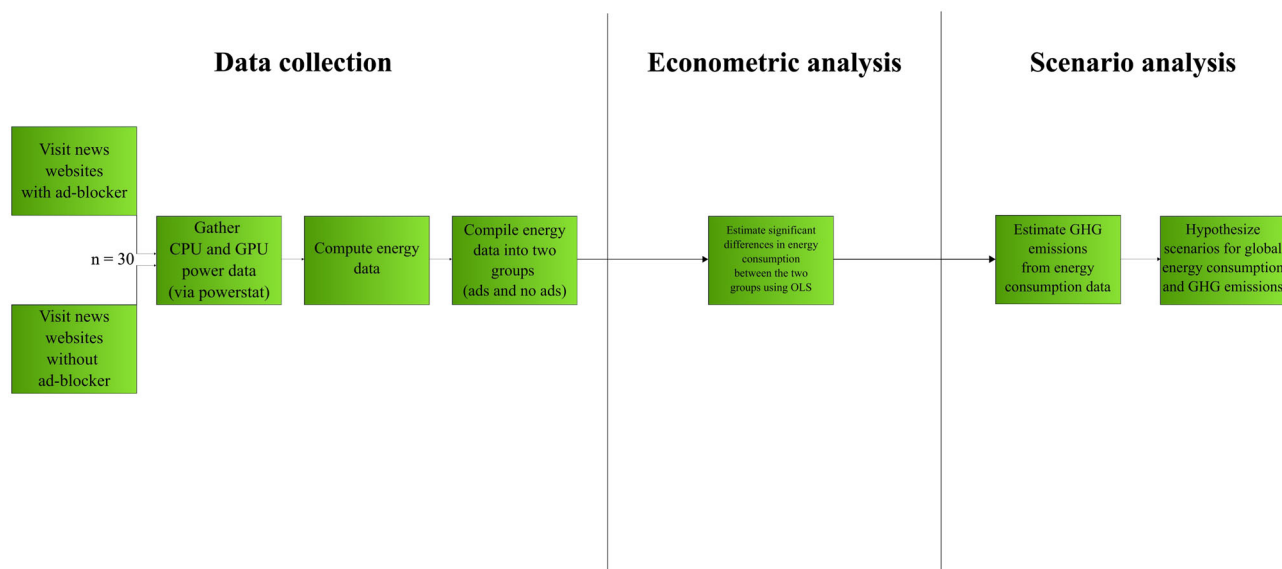 Data collection
Econometric analysis
Scenario analysis
Visit news
websites
with ad-blocker
n = 30
Visit news
websites
without
ad-blocker
Gather
CPU and GPU
power data
(via powerstat)
Compute energy
data
Compile energy
data into two
groups
(ads and no ads)
Estimate significant
differences in energy
consumption
between the two
groups using OLS
Estimate GHG
emissions
from energy
consumption data
Hypothesize
scenarios for global
energy consumption
and GHG emissions